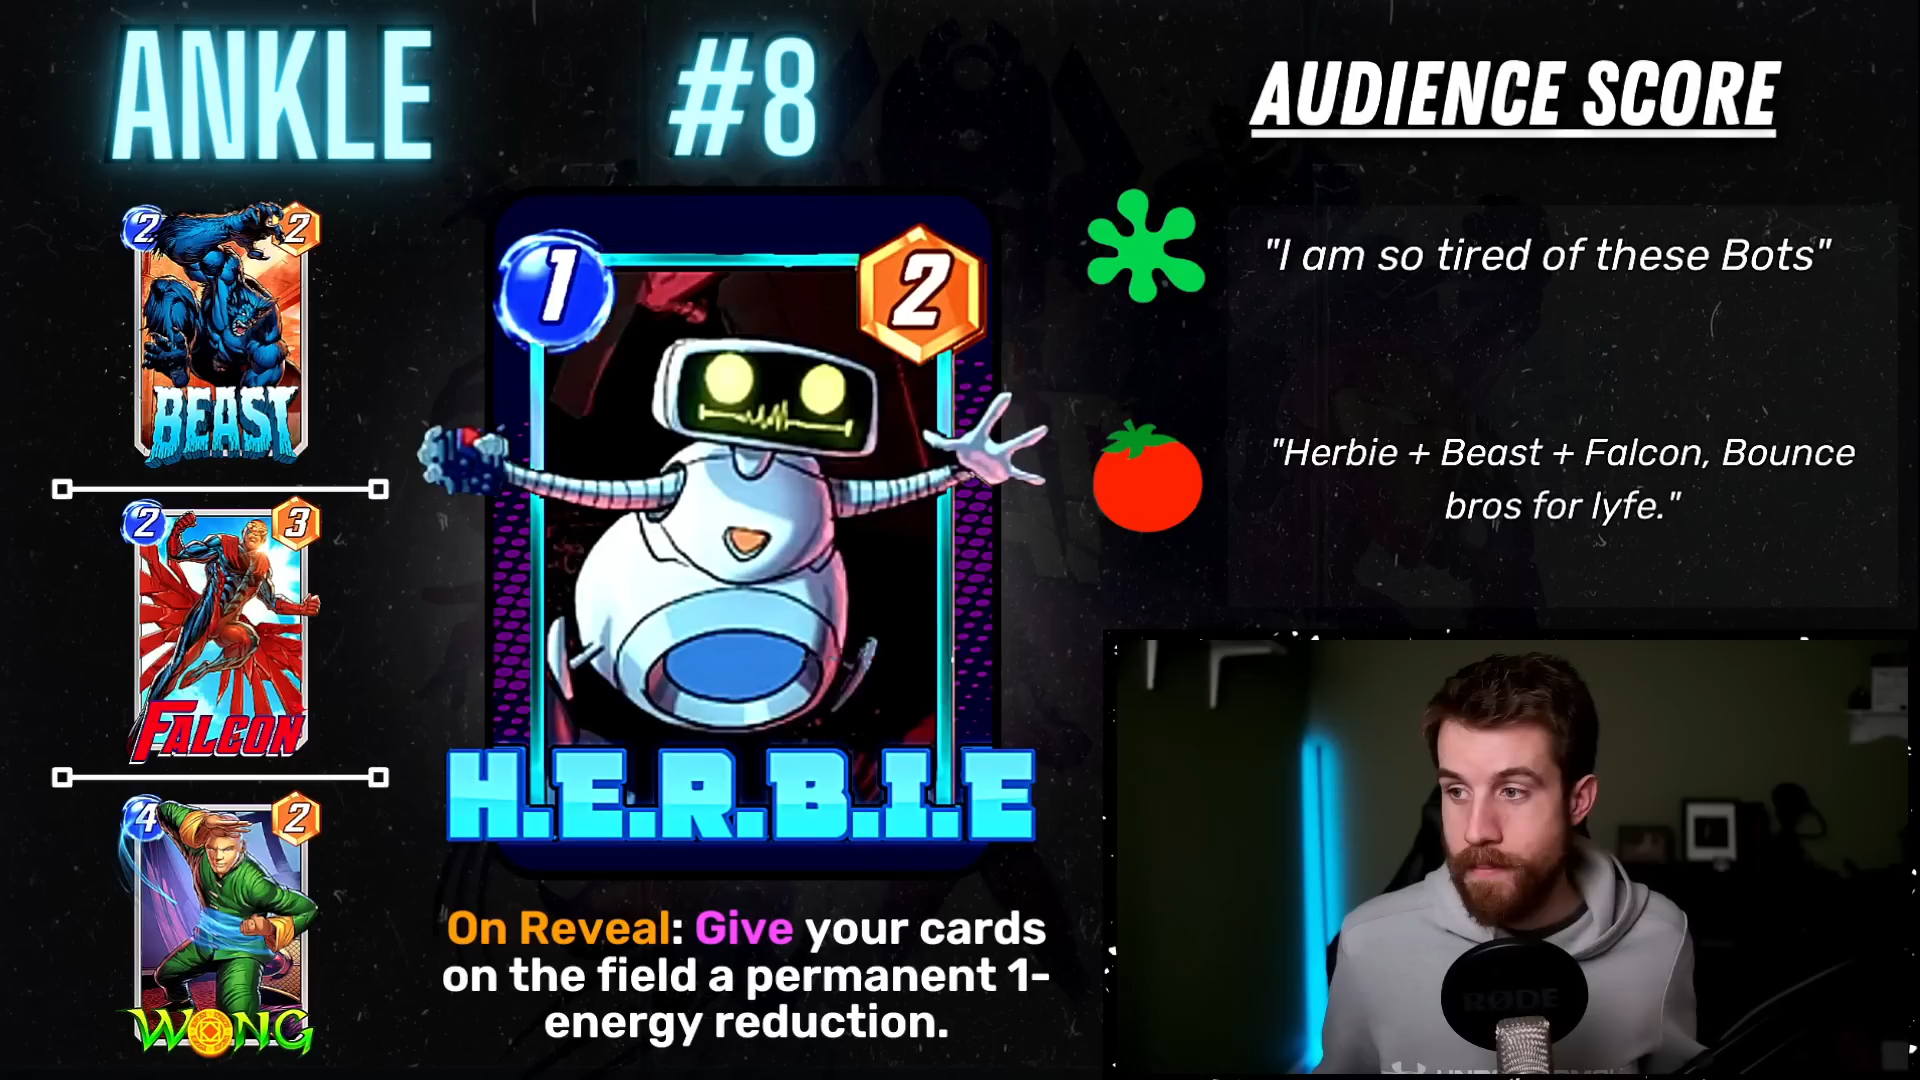 ANKLE
#8
AUDIENCE SCORE
2
2
BEAST
2
3
FALCON
4
2
WONG
1
2
H.E.R.B.I.E
On Reveal: Give your cards
on the field a permanent 1-
energy reduction.
"I am so tired of these Bots"
"Herbie + Beast + Falcon, Bounce
bros for lyfe."
RØDE